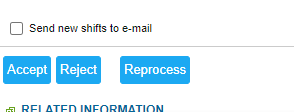 Send new shifts to e-mail
Accept Reject Reprocess
RELATED INFORMATION